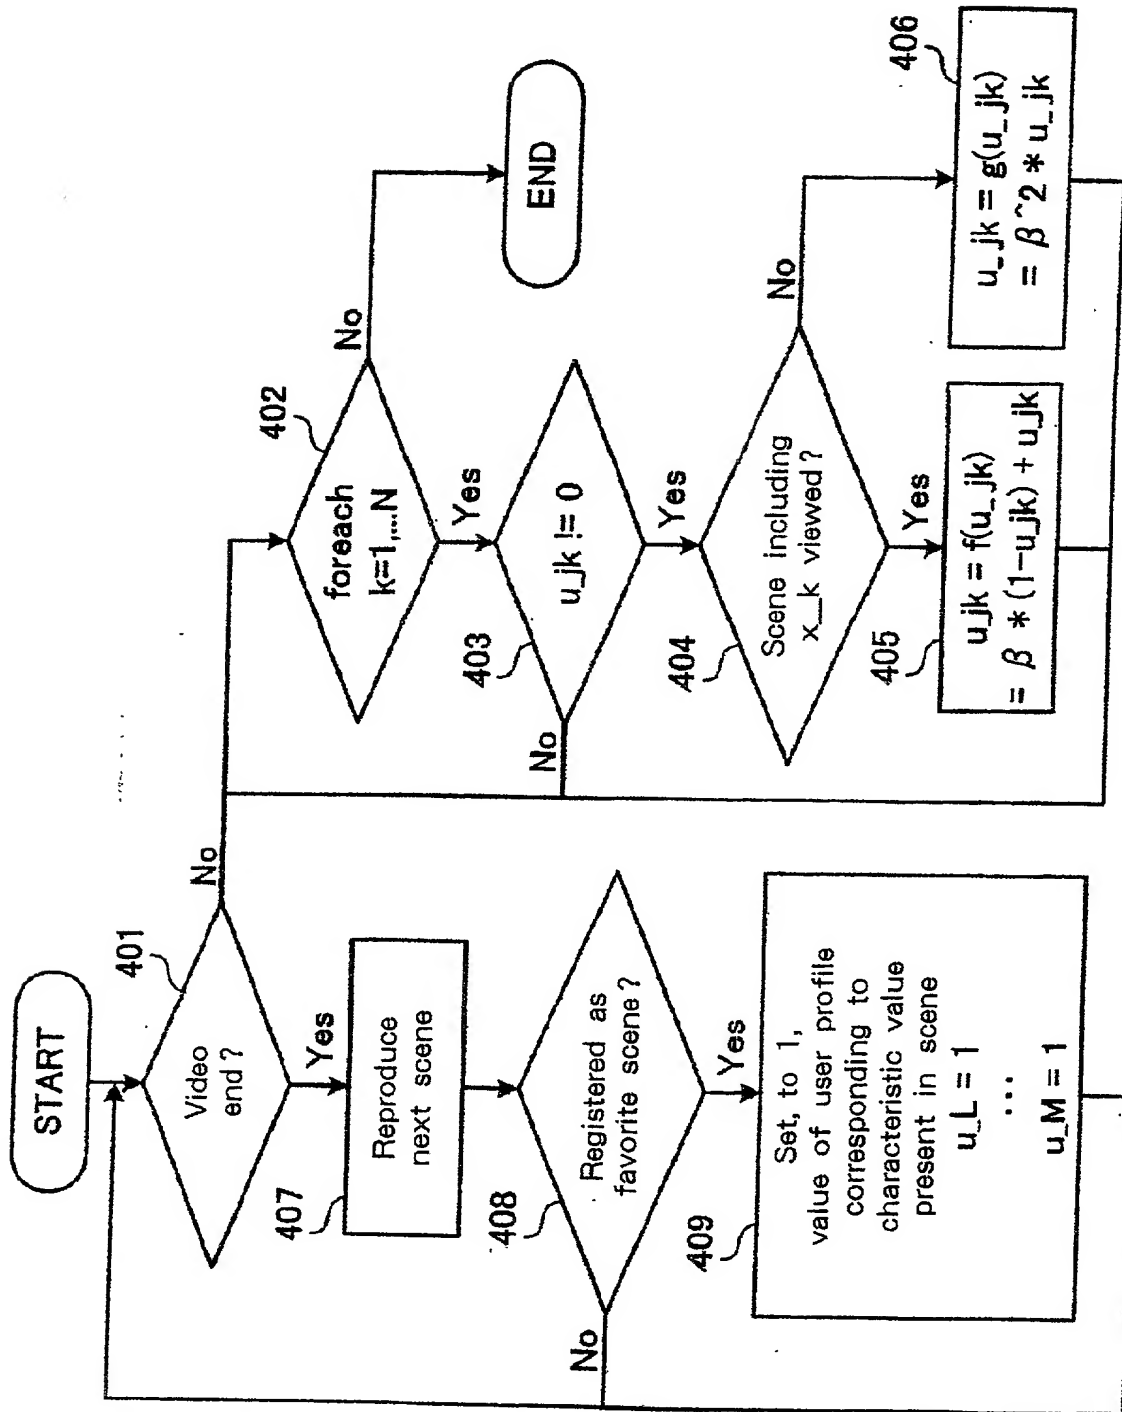 START
401
Video
end?
No
Yes
407
Reproduce
next scene
408
Registered as
favorite scene?
No
Yes
409
Set, to 1,
value of user profile
corresponding to
characteristic value
present in scene
u_L = 1
...
u_M = 1
402
foreach
k=1,...N
No
END
Yes
403
u_jk != 0
No
Yes
404
Scene including
x_k viewed?
No
Yes
405
u_jk = f(u_jk)
= β * (1-u_jk) + u_jk
406
u_jk = g(u_jk)
= β^2 * u_jk